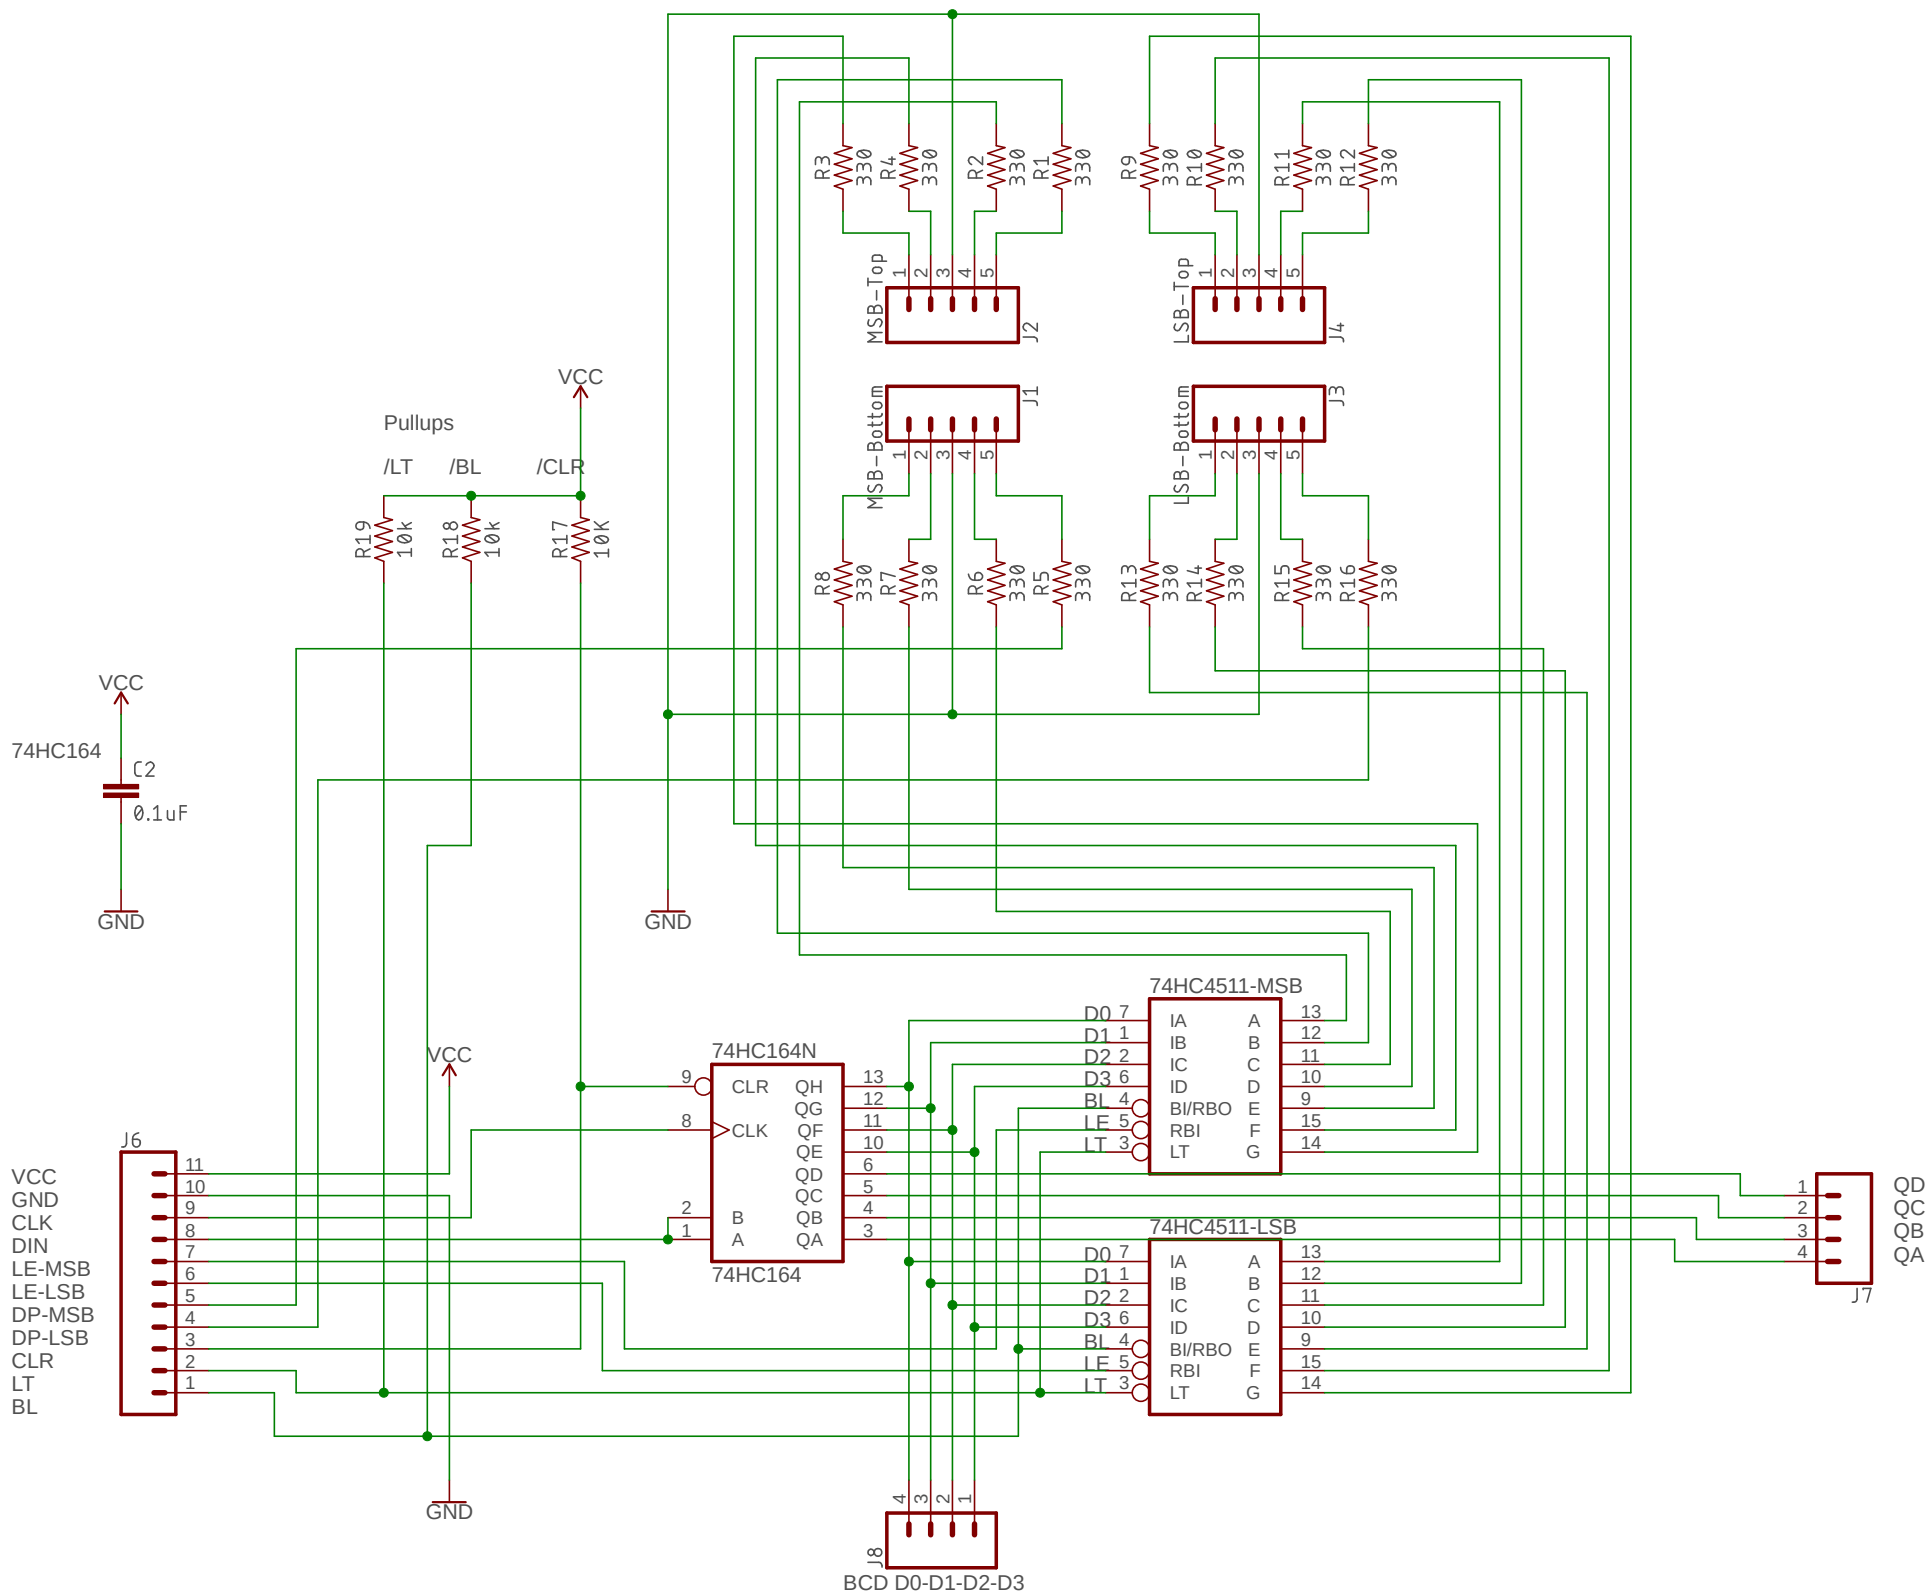 R3
330
R4
330
R2
330
R1
330
R9
330
R10
330
R11
330
R12
330
MSB-Top
1
2
3
4
5
J2
LSB-Top
1
2
3
4
5
J4
VCC
Pullups
/LT
/BL
/CLR
MSB-Bottom
1
2
3
4
5
J1
LSB-Bottom
1
2
3
4
5
J3
R19
10k
R18
10k
R17
10K
R8
330
R7
330
R6
330
R5
330
R13
330
R14
330
R15
330
R16
330
VCC
74HC164
C2
0.1uF
GND
GND
VCC
74HC164N
9
CLR
8
CLK
2
B
1
A
QH
13
QG
12
QF
11
QE
10
QD
6
QC
5
QB
4
QA
3
74HC164
74HC4511-MSB
D0 7 IA A 13
D1 1 IB B 12
D2 2 IC C 11
D3 6 ID D 10
BL 4 BI/RBO E 9
LE 5 RBI F 15
LT 3 LT G 14
74HC4511-LSB
D0 7 IA A 13
D1 1 IB B 12
D2 2 IC C 11
D3 6 ID D 10
BL 4 BI/RBO E 9
LE 5 RBI F 15
LT 3 LT G 14
J6
VCC
GND
CLK
DIN
LE-MSB
LE-LSB
DP-MSB
DP-LSB
CLR
LT
BL
11
10
9
8
7
6
5
4
3
2
1
GND
1
2
3
4
QD
QC
QB
QA
J7
4
3
2
1
J8
BCD D0-D1-D2-D3